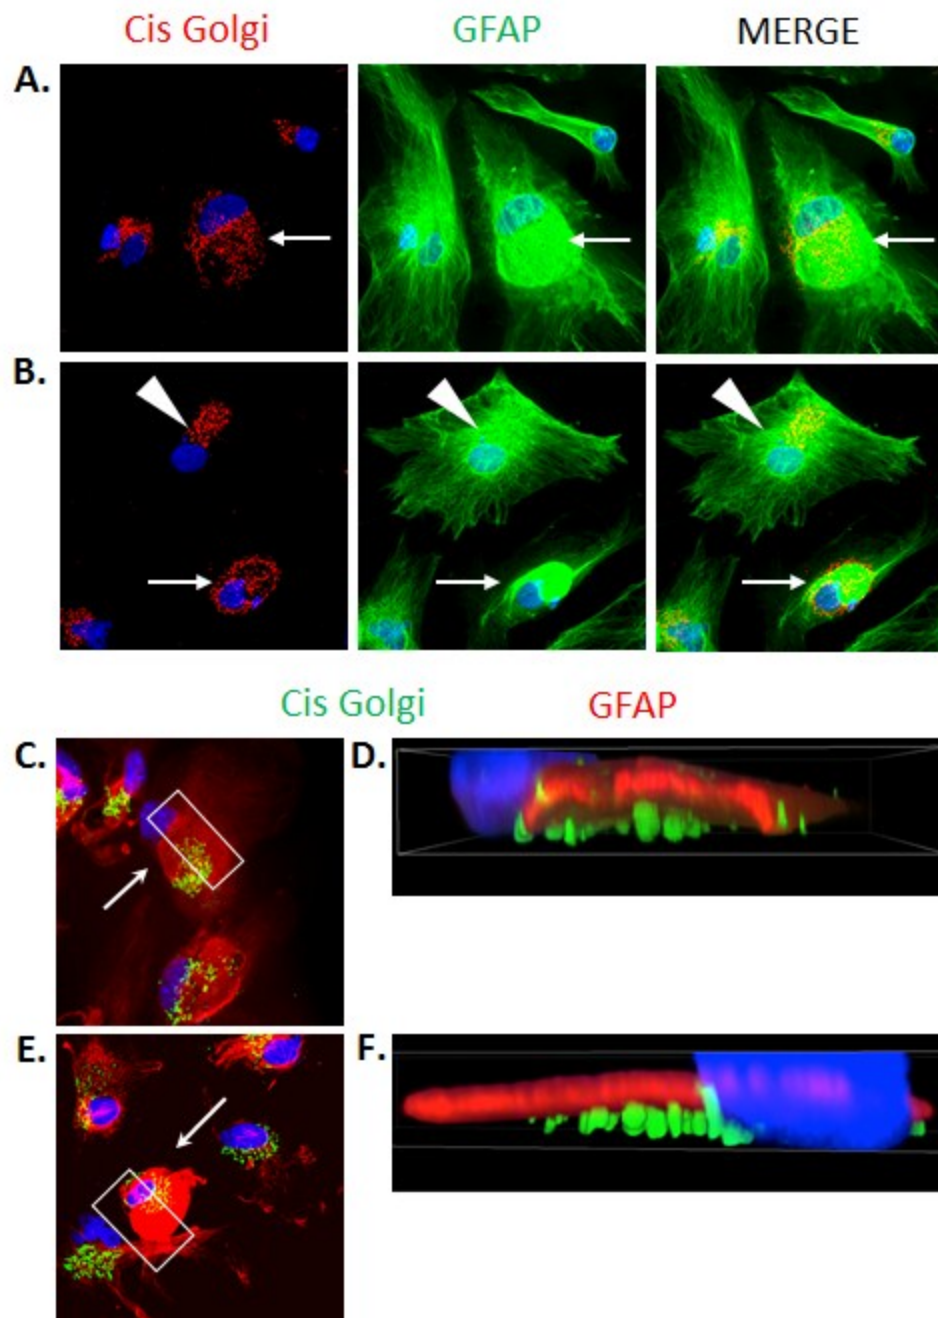 Cis Golgi GFAP MERGE
A.
B.
Cis Golgi GFAP
C. D.
E. F.